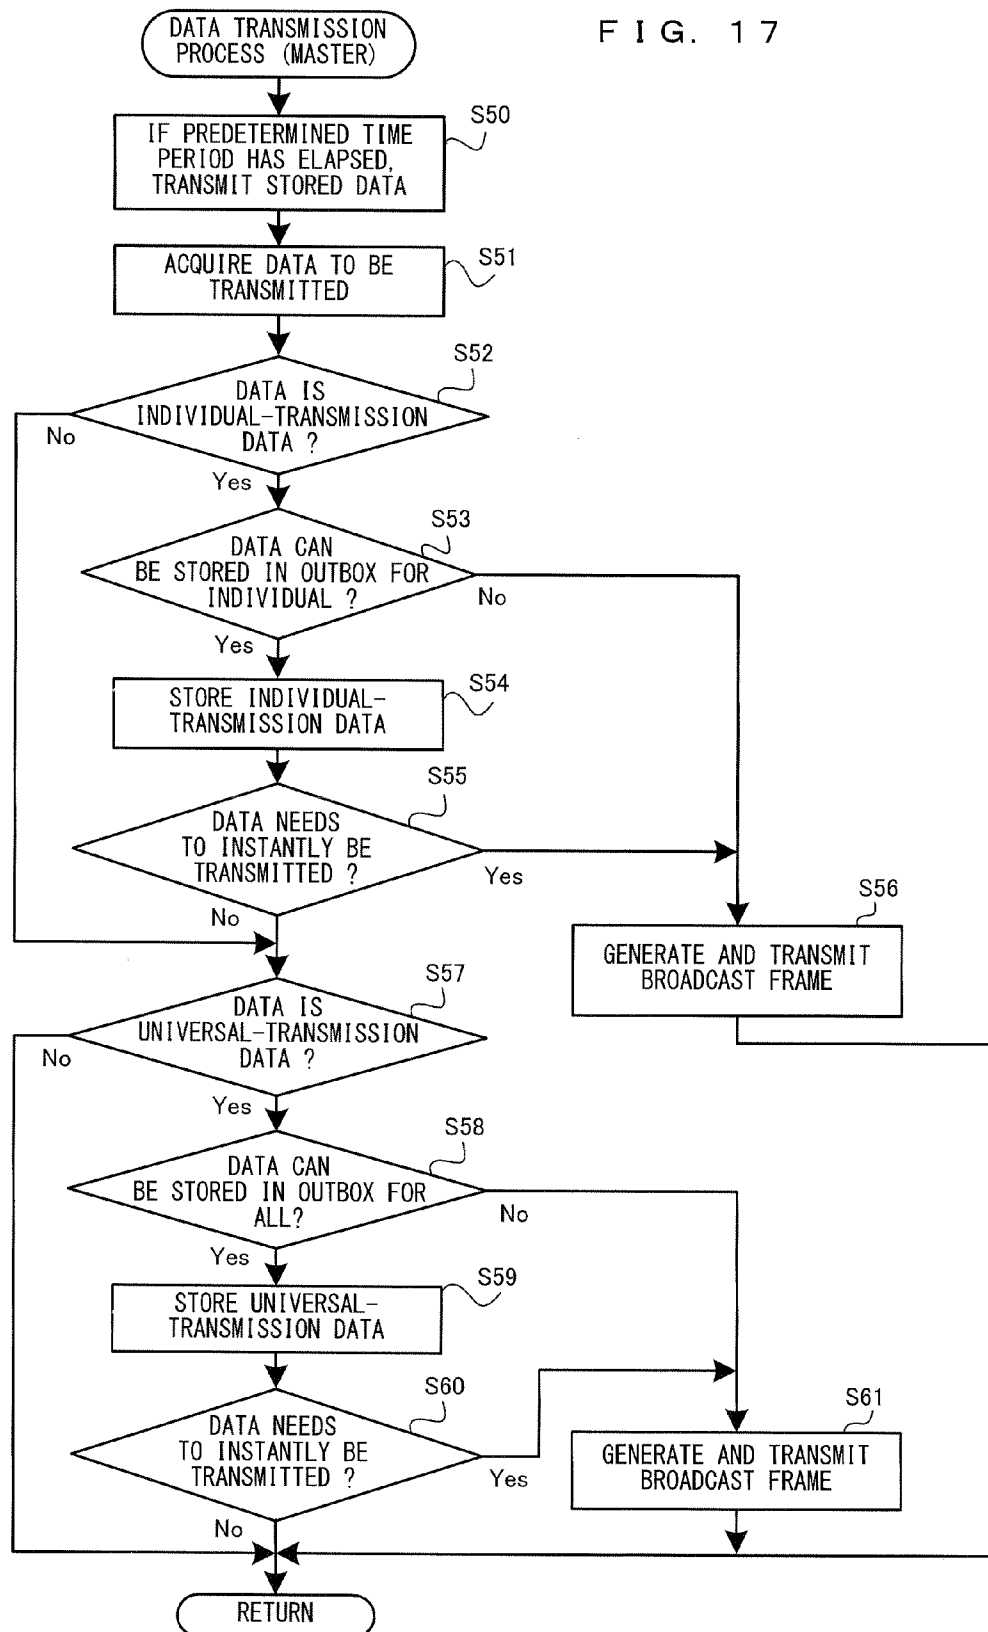 FIG. 17
DATA TRANSMISSION
PROCESS (MASTER)
S50
IF PREDETERMINED TIME
PERIOD HAS ELAPSED,
TRANSMIT STORED DATA
S51
ACQUIRE DATA TO BE
TRANSMITTED
S52
DATA IS
INDIVIDUAL-TRANSMISSION
DATA ?
No
Yes
S53
DATA CAN
BE STORED IN OUTBOX FOR
INDIVIDUAL ?
No
Yes
S54
STORE INDIVIDUAL-
TRANSMISSION DATA
S55
DATA NEEDS
TO INSTANTLY BE
TRANSMITTED ?
Yes
No
S56
GENERATE AND TRANSMIT
BROADCAST FRAME
S57
DATA IS
UNIVERSAL-TRANSMISSION
DATA ?
No
Yes
S58
DATA CAN
BE STORED IN OUTBOX FOR
ALL?
No
Yes
S59
STORE UNIVERSAL-
TRANSMISSION DATA
S60
DATA NEEDS
TO INSTANTLY BE
TRANSMITTED ?
Yes
No
S61
GENERATE AND TRANSMIT
BROADCAST FRAME
RETURN